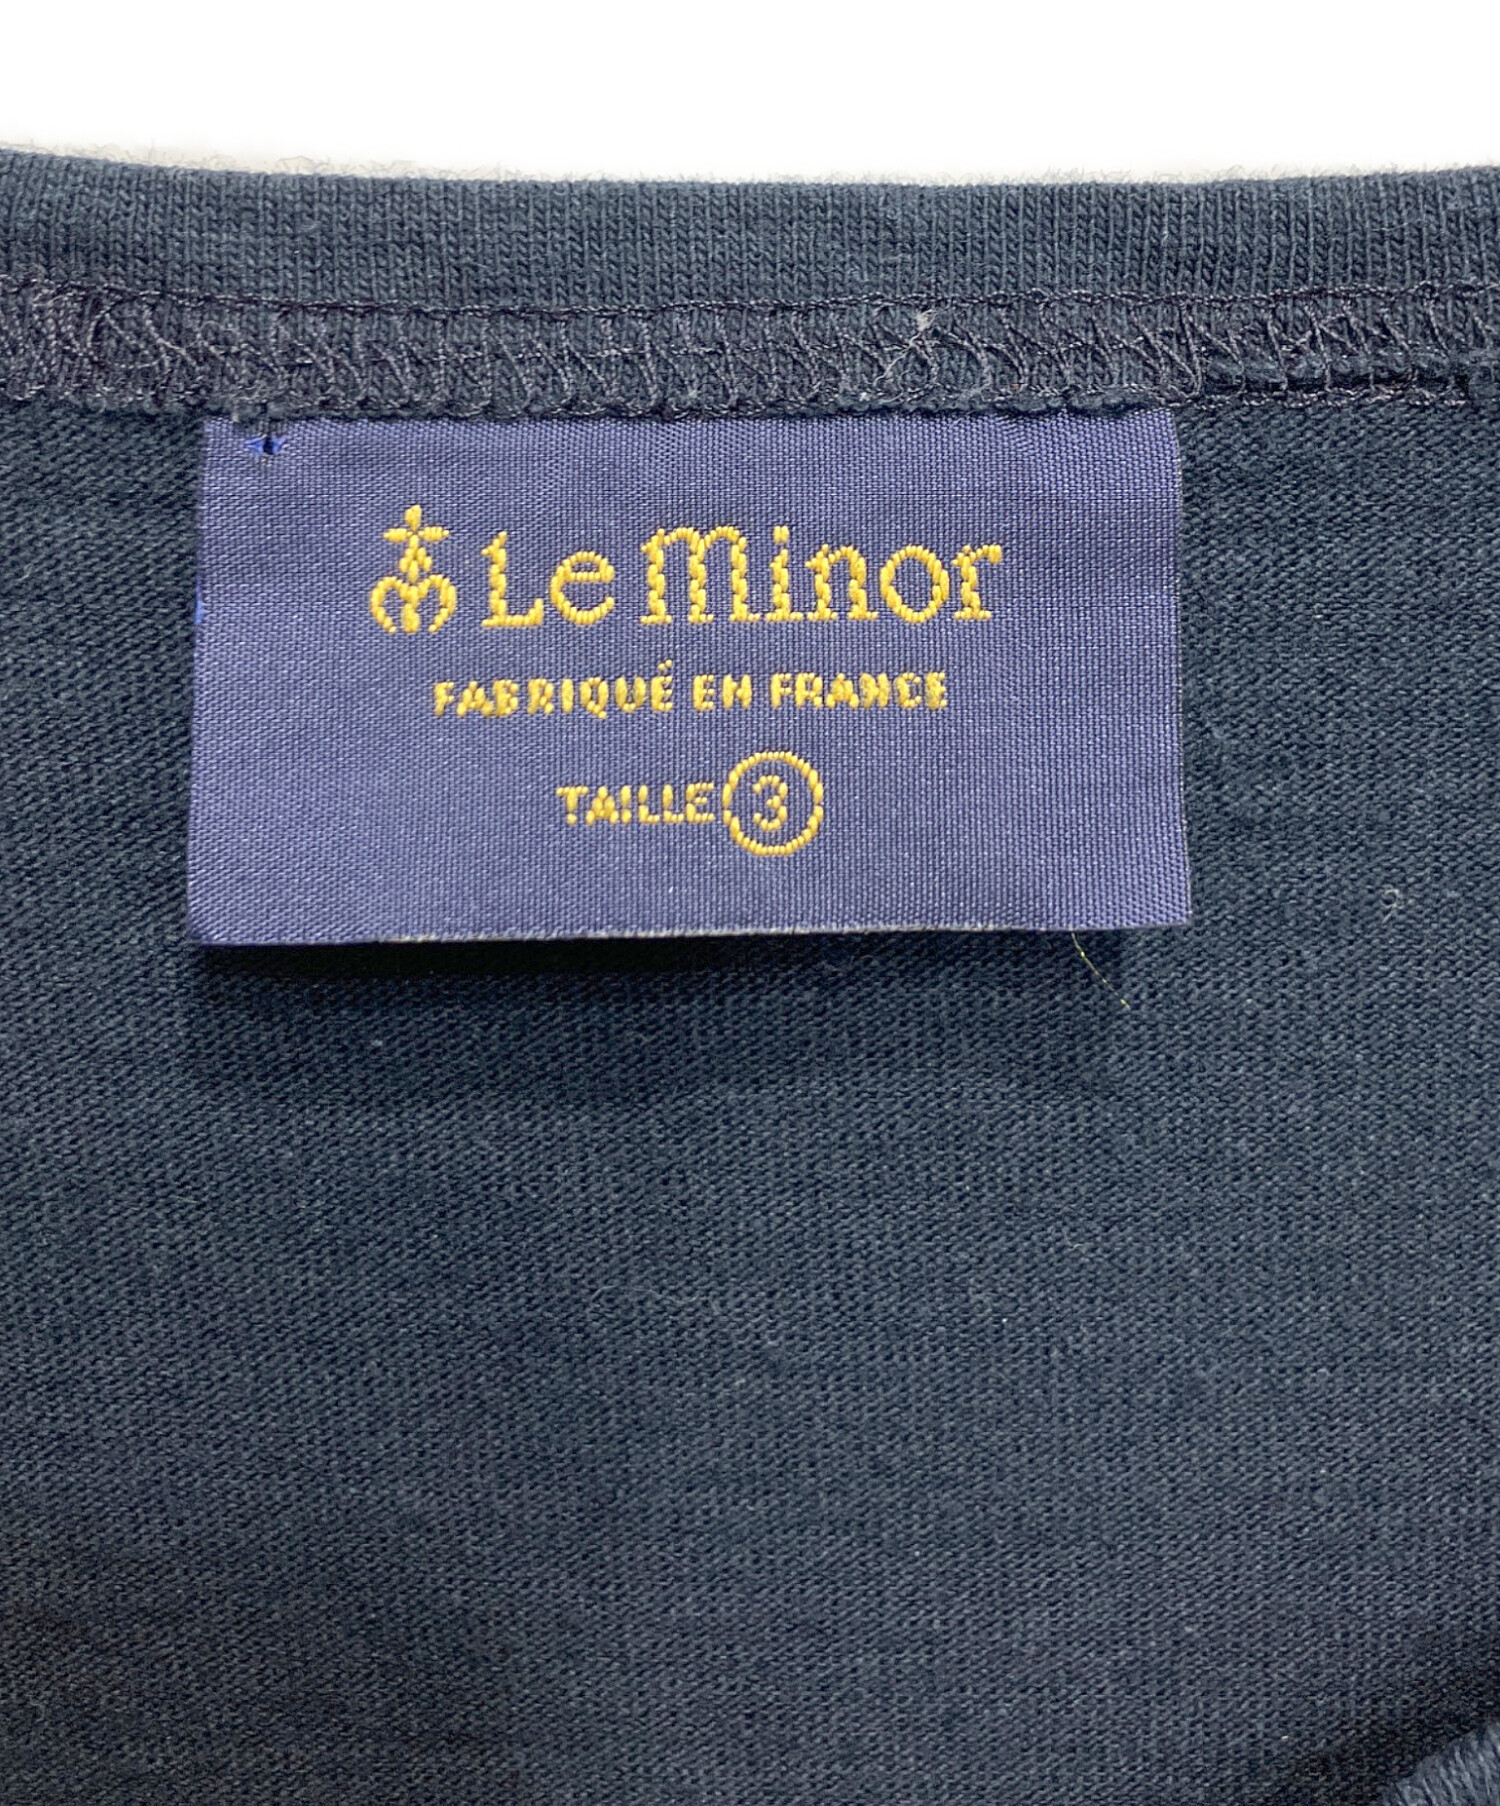 Le minor
FABRIQUÉ EN FRANCE
TAILLE 3